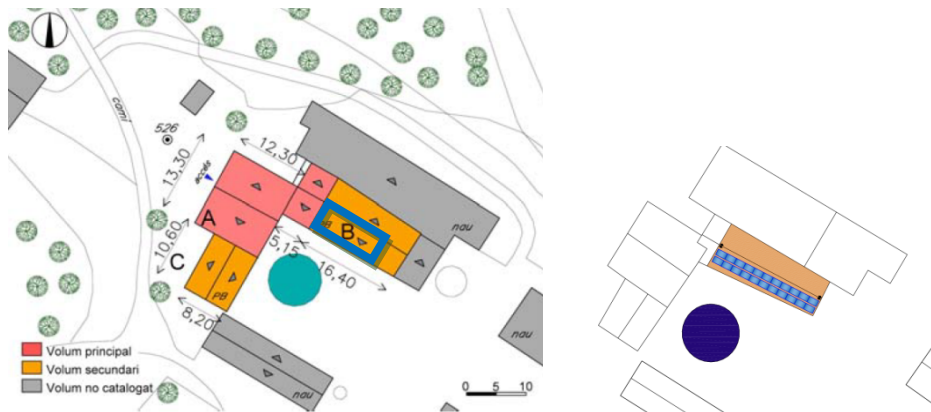 camí
526
13,30
accés
12,30
A
10,60
C
B
nau
5,15
16,40
PB
8,20
nau
nau
Volum principal
Volum secundari
Volum no catalogat
0 5 10